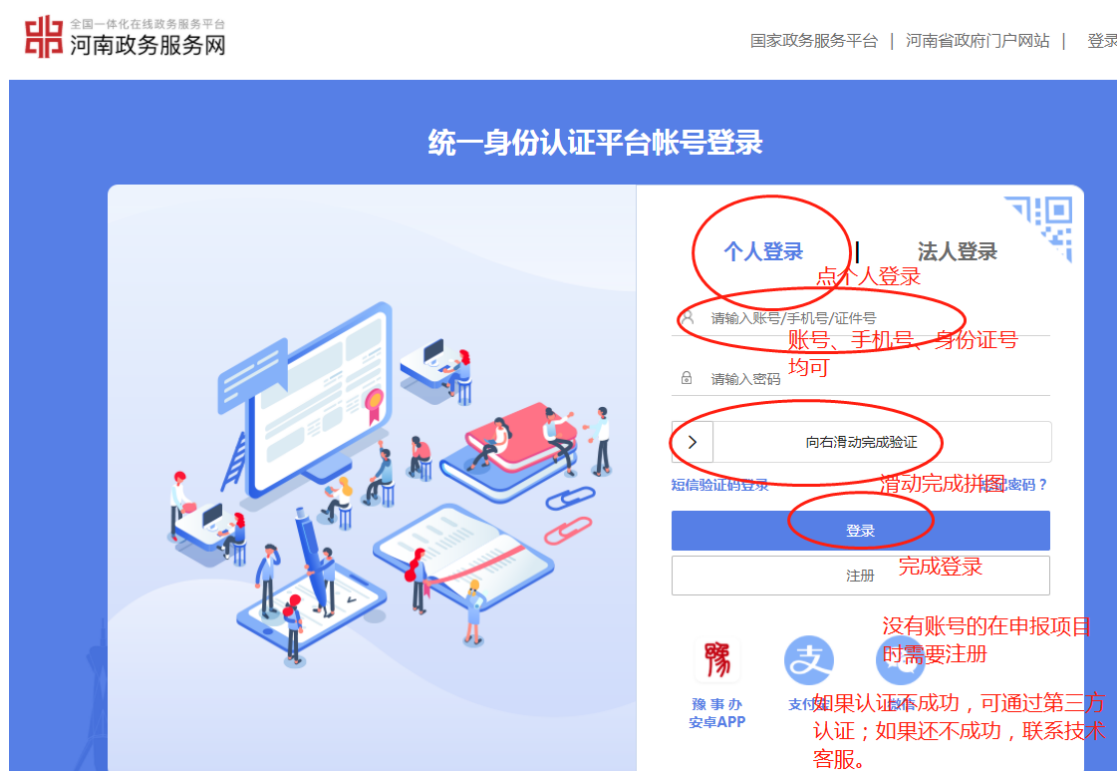 全国一体化在线政务服务平台
河南政务服务网
国家政务服务平台 | 河南省政府门户网站 | 登录
统一身份认证平台帐号登录
个人登录 | 法人登录
点个人登录
请输入账号/手机号/证件号
账号、手机号、身份证号
均可
请输入密码
> 向右滑动完成验证
短信验证码登录
滑动完成拼图
密码？
登录
完成登录
注册
没有账号的在申报项目
时需要注册
豫事办
安卓APP
支付
微信
如果认证不成功，可通过第三方
认证；如果还不成功，联系技术
客服。